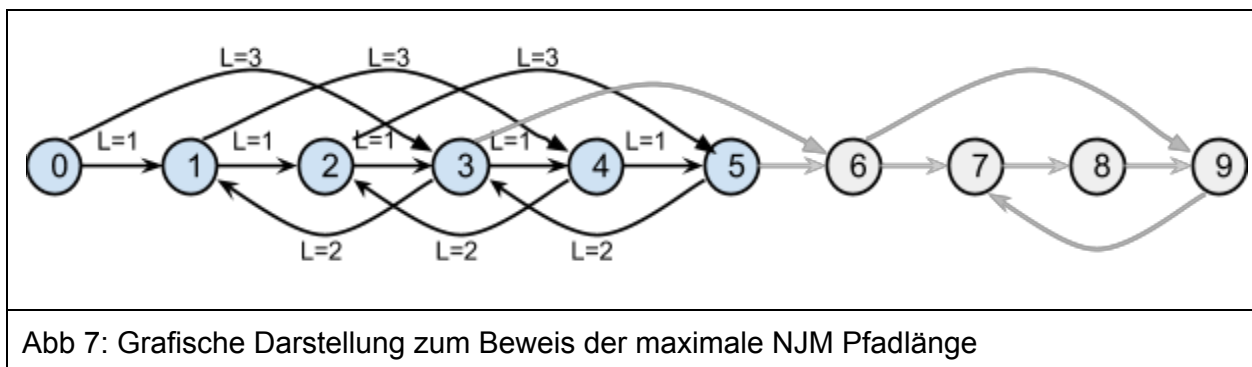 L=3 L=3 L=3
L=1 L=1 L=1 L=1 L=1
0 1 2 3 4 5 6 7 8 9
L=2 L=2 L=2
Abb 7: Grafische Darstellung zum Beweis der maximale NJM Pfadlänge